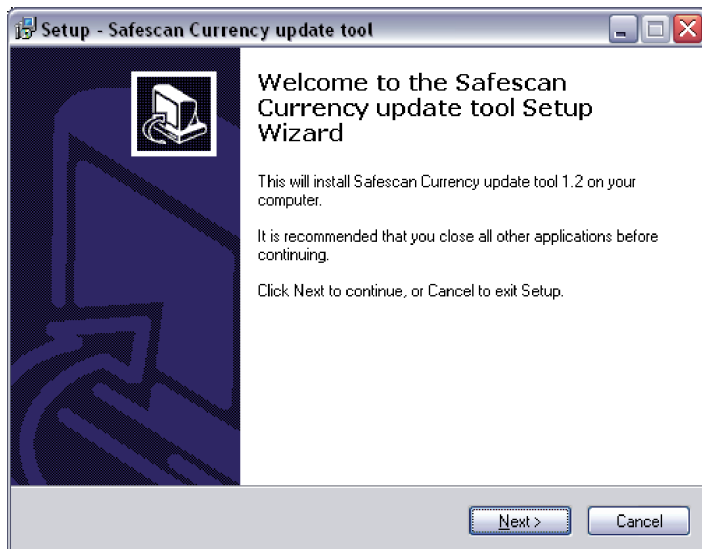 Setup - Safescan Currency update tool
Welcome to the Safescan
Currency update tool Setup
Wizard
This will install Safescan Currency update tool 1.2 on your
computer.
It is recommended that you close all other applications before
continuing.
Click Next to continue, or Cancel to exit Setup.
Next >
Cancel